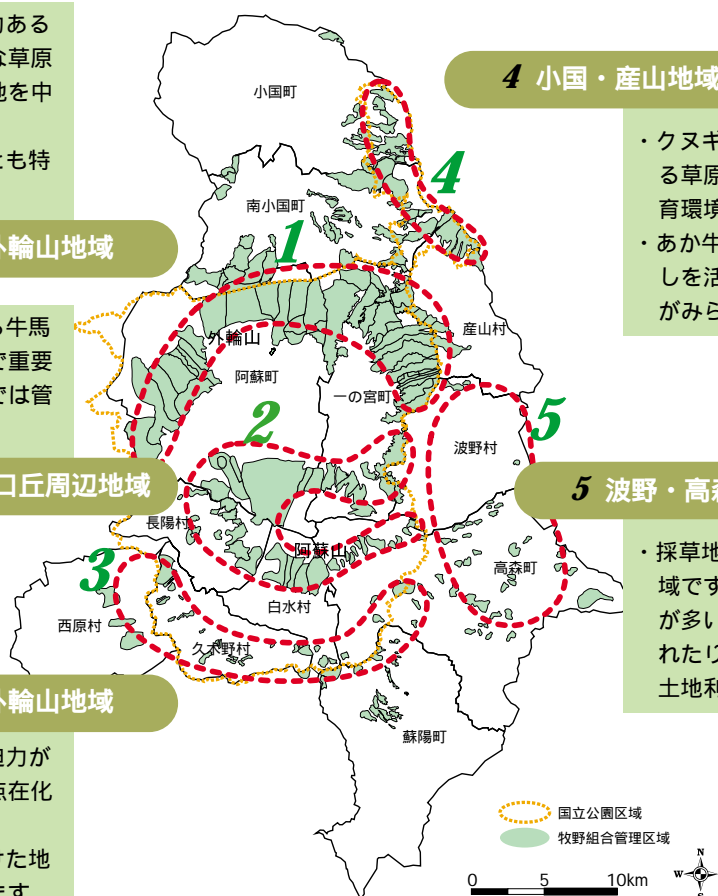 な草原
地を中
とも特
外輪山地域
る牛馬
で重要
では管
口丘周辺地域
外輪山地域
迫力が
点在化
けた地
ます
小国町
南小国町
産山村
外輪山
阿蘇町
一の宮町
波野村
長陽村
阿蘇山
高森町
白水村
西原村
久木野村
蘇陽町
1
2
3
4
5
4 小国・産山地域
・クヌキ
る草原
育環境
・あか牛
しを活
がみら
5 波野・高森
・採草地
域です
が多い
れたり
土地利
国立公園区域
牧野組合管理区域
0 5 10km
N
W
S